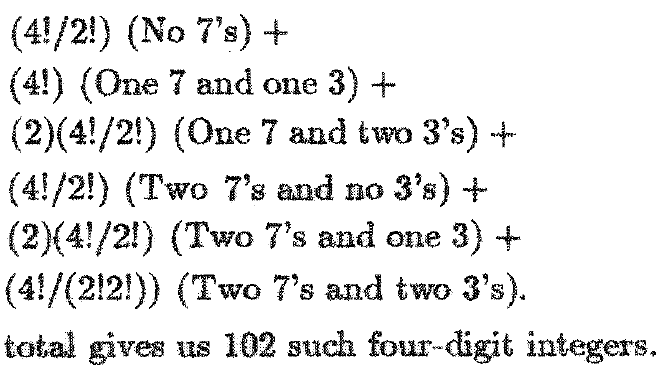 (4!/2!) (No 7's) +
(4!) (One 7 and one 3) +
(2)(4!/2!) (One 7 and two 3's) +
(4!/2!) (Two 7's and no 3's) +
(2)(4!/2!) (Two 7's and one 3) +
(4!/(2!2!)) (Two 7's and two 3's).
total gives us 102 such four-digit integers.